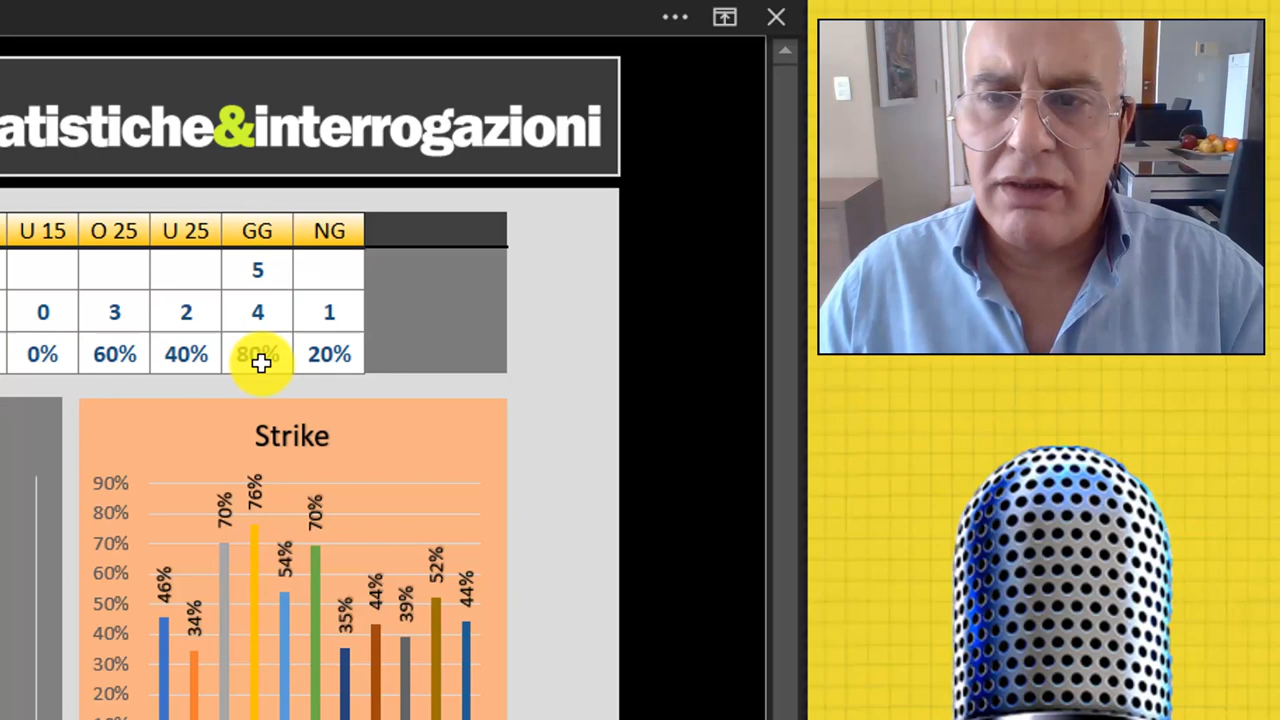 atistiche&interrogazioni
U 15 O 25 U 25 GG NG
5
0 3 2 4 1
0% 60% 40% 80% 20%
Strike
90%
80%
70%
60%
50%
40%
30%
20%
46% 34% 70% 76% 54% 70% 35% 44% 39% 52% 44%